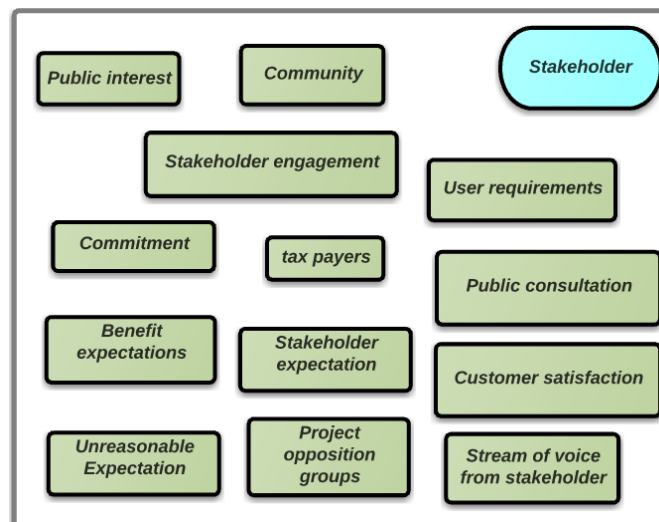 Public interest
Community
Stakeholder
Stakeholder engagement
User requirements
Commitment
tax payers
Public consultation
Benefit
expectations
Stakeholder
expectation
Customer satisfaction
Unreasonable
Expectation
Project
opposition
groups
Stream of voice
from stakeholder